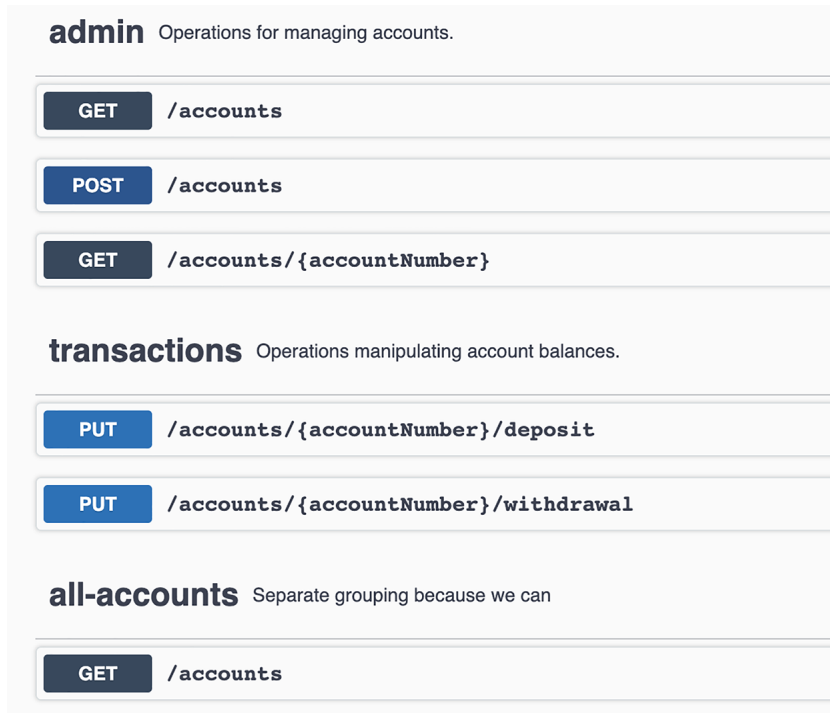 admin Operations for managing accounts.
GET /accounts
POST /accounts
GET /accounts/{accountNumber}
transactions Operations manipulating account balances.
PUT /accounts/{accountNumber}/deposit
PUT /accounts/{accountNumber}/withdrawal
all-accounts Separate grouping because we can
GET /accounts